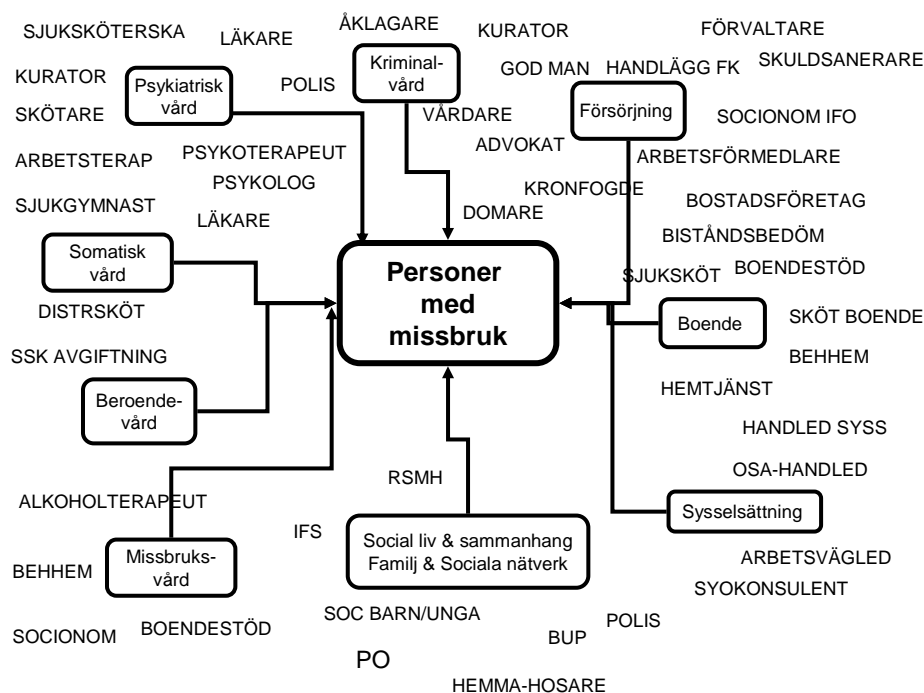 SJUKSKÖTERSKA
LÄKARE
ÅKLAGARE
KURATOR
FÖRVALTARE
KURATOR
Psykiatrisk
vård
POLIS
Kriminal-
vård
GOD MAN
HANDLÄGG FK
SKULDSANERARE
SKÖTARE
VÅRDARE
Försörjning
SOCIONOM IFO
ARBETSTERAP
PSYKOTERAPEUT
ADVOKAT
ARBETSFÖRMEDLARE
PSYKOLOG
KRONFOGDE
BOSTADSFÖRETAG
SJUKGYMNAST
LÄKARE
DOMARE
BISTÅNDSBEDÖM
Somatisk
vård
Personer
med
missbruk
SJUKSKÖT
BOENDESTÖD
DISTRSKÖT
Boende
SKÖT BOENDE
SSK AVGIFTNING
BEHHEM
Beroende-
vård
HEMTJÄNST
HANDLED SYSS
RSMH
OSA-HANDLED
ALKOHOLTERAPEUT
Sysselsättning
IFS
Social liv & sammanhang
Familj & Sociala nätverk
BEHHEM
Missbruks-
vård
ARBETSVÄGLED
SYOKONSULENT
SOC BARN/UNGA
POLIS
SOCIONOM
BOENDESTÖD
BUP
PO
HEMMA-HOSARE